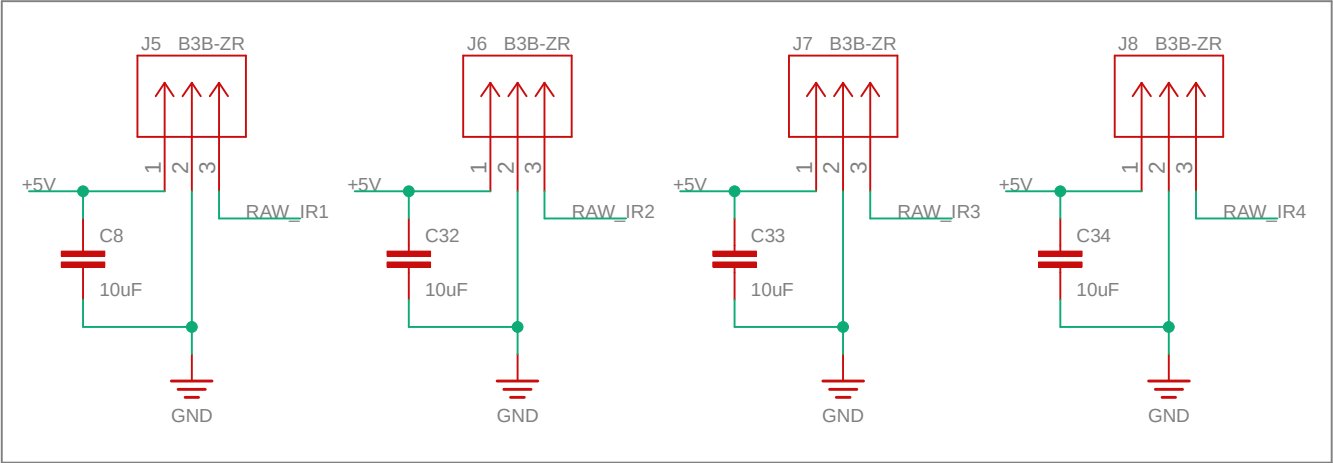 J5 B3B-ZR
J6 B3B-ZR
J7 B3B-ZR
J8 B3B-ZR
1 2 3
1 2 3
1 2 3
1 2 3
+5V
+5V
+5V
+5V
RAW_IR1
RAW_IR2
RAW_IR3
RAW_IR4
C8
C32
C33
C34
10uF
10uF
10uF
10uF
GND
GND
GND
GND